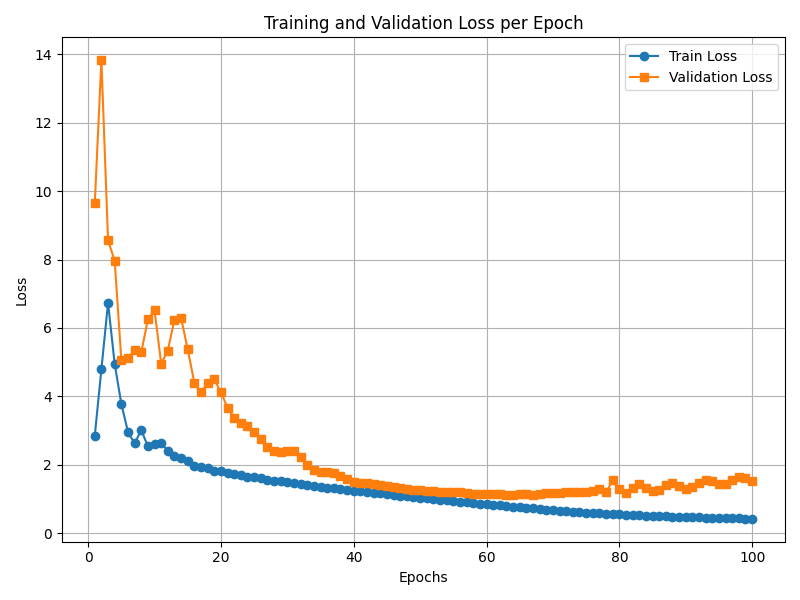 Training and Validation Loss per Epoch
Train Loss
Validation Loss
14
12
10
8
6
4
2
0
Loss
0 20 40 60 80 100
Epochs